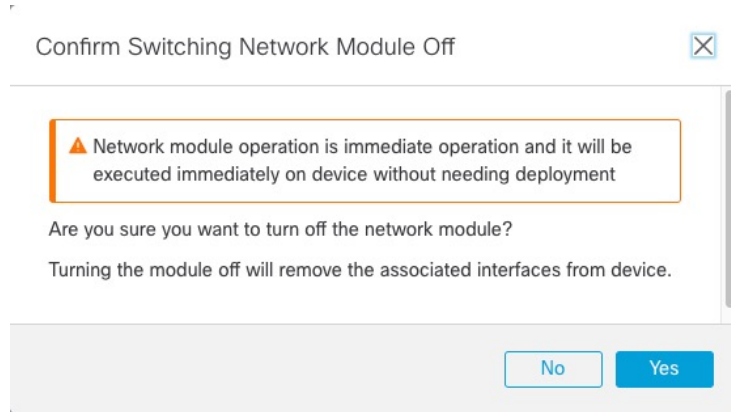 Confirm Switching Network Module Off
Network module operation is immediate operation and it will be
executed immediately on device without needing deployment
Are you sure you want to turn off the network module?
Turning the module off will remove the associated interfaces from device.
No
Yes